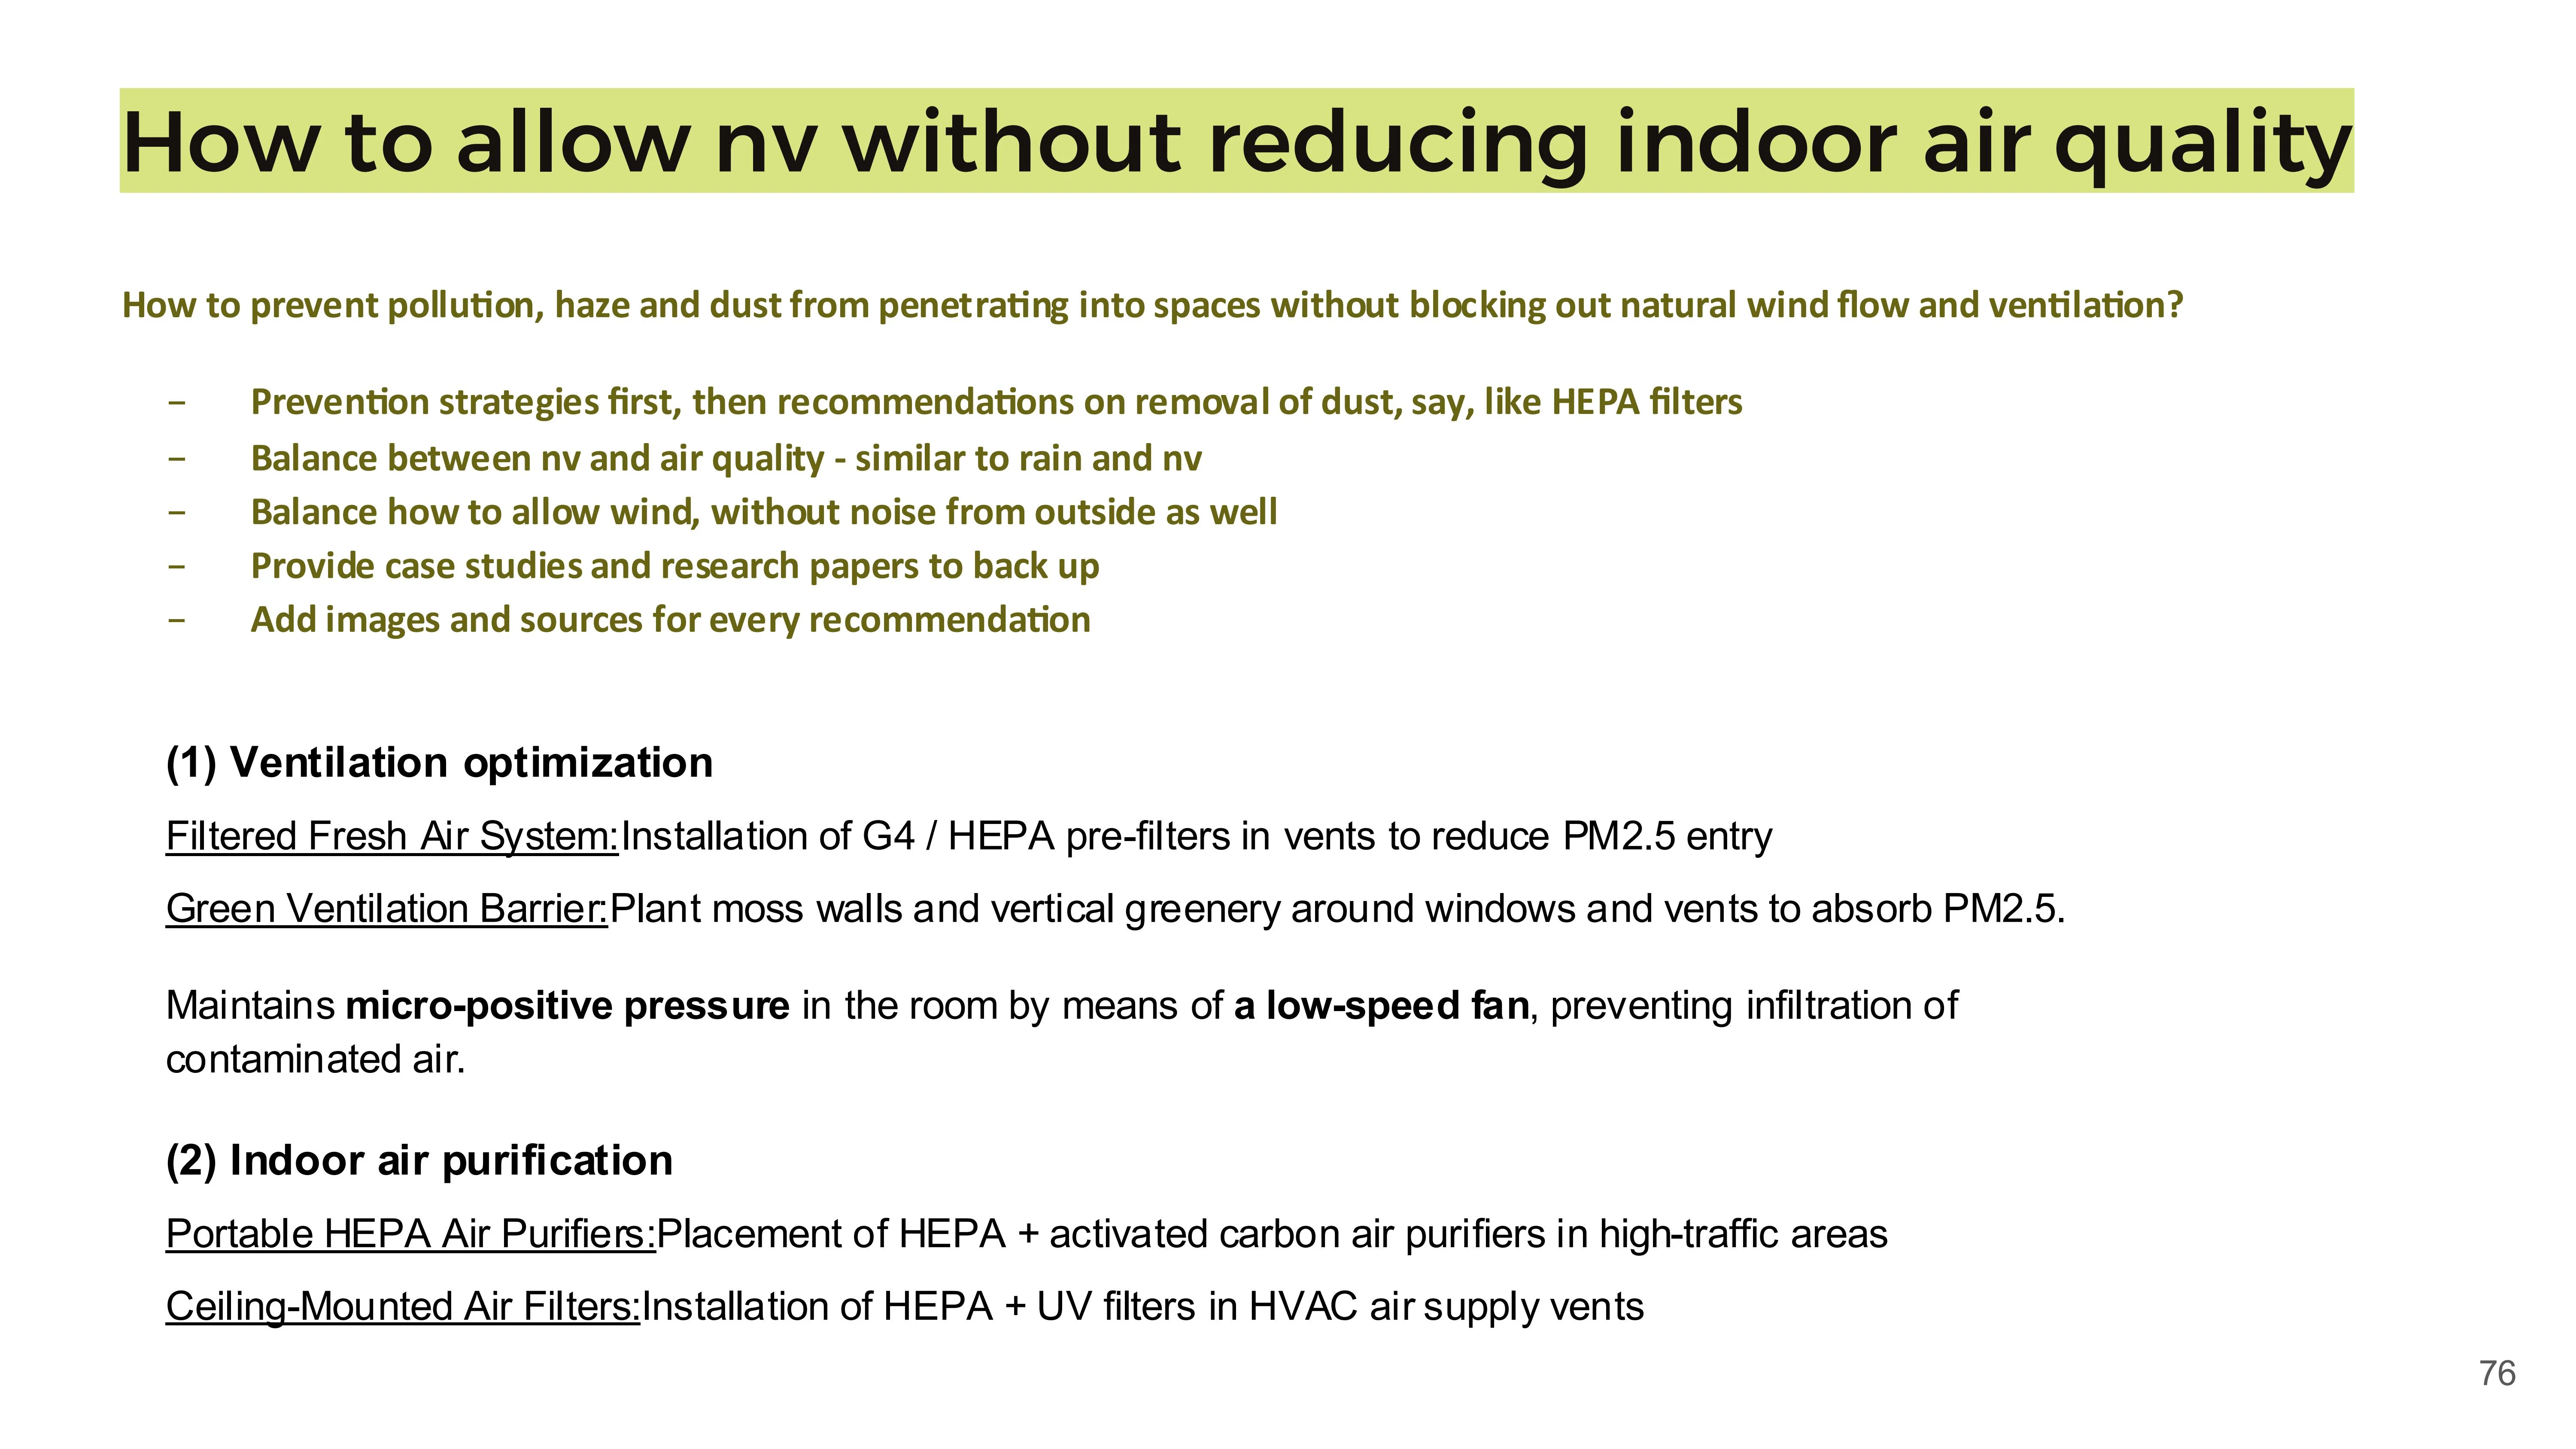 How to allow nv without reducing indoor air quality
How to prevent pollution, haze and dust from penetrating into spaces without blocking out natural wind flow and ventilation?
– Prevention strategies first, then recommendations on removal of dust, say, like HEPA filters
– Balance between nv and air quality - similar to rain and nv
– Balance how to allow wind, without noise from outside as well
– Provide case studies and research papers to back up
– Add images and sources for every recommendation
(1) Ventilation optimization
Filtered Fresh Air System:Installation of G4 / HEPA pre-filters in vents to reduce PM2.5 entry
Green Ventilation Barrier:Plant moss walls and vertical greenery around windows and vents to absorb PM2.5.
Maintains micro-positive pressure in the room by means of a low-speed fan, preventing infiltration of
contaminated air.
(2) Indoor air purification
Portable HEPA Air Purifiers:Placement of HEPA + activated carbon air purifiers in high-traffic areas
Ceiling-Mounted Air Filters:Installation of HEPA + UV filters in HVAC air supply vents
76